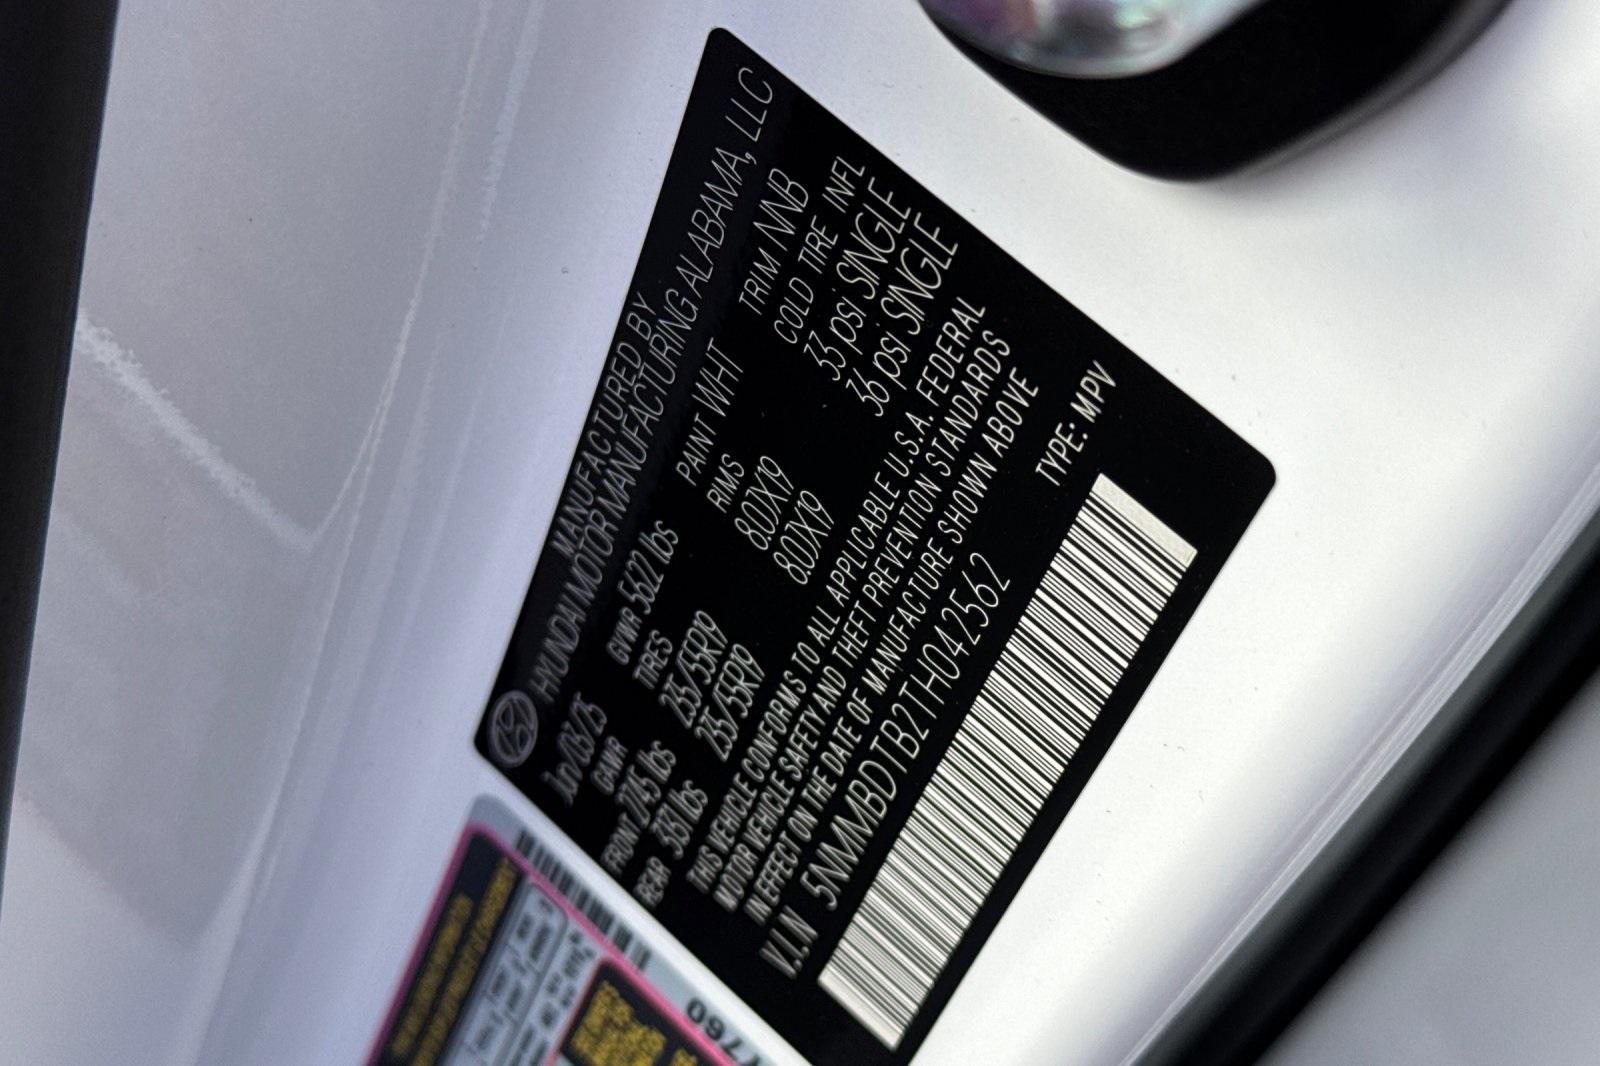 MANUFACTURED BY
HYUNDAI MOTOR MANUFACTURING ALABAMA, LLC
Jun/03/25 GVWR 5622 lbs PAINT WHT TRIM NNB
GAWR TIRES RIMS COLD TIRE INFL
FRONT 2745 lbs 235/55R19 8.0JX19 33 psi SINGLE
REAR 3373 lbs 235/55R19 8.0JX19 36 psi SINGLE
THIS VEHICLE CONFORMS TO ALL APPLICABLE U.S.A. FEDERAL
MOTOR VEHICLE SAFETY AND THEFT PREVENTION STANDARDS
IN EFFECT ON THE DATE OF MANUFACTURE SHOWN ABOVE
V.I.N 5NMMBDTB2TH042562 TYPE: MPV
7760